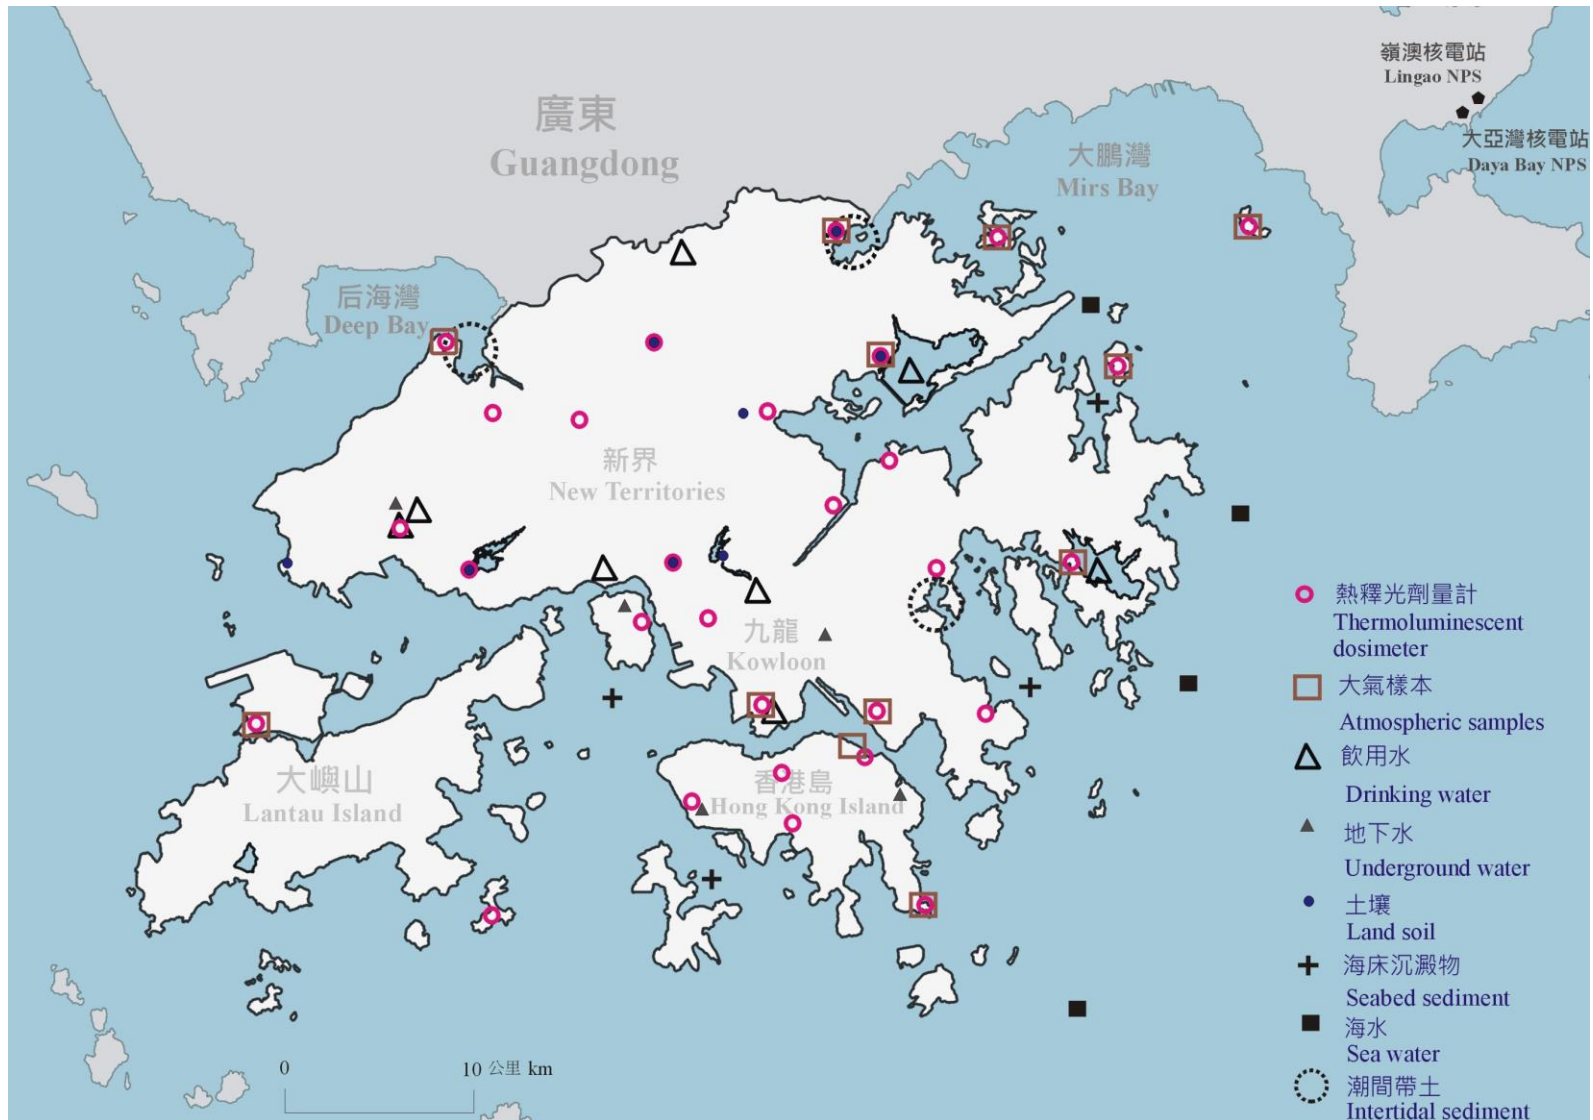 嶺澳核電站
Lingao NPS
大亞灣核電站
Daya Bay NPS
廣東
Guangdong
大鵬灣
Mirs Bay
后海灣
Deep Bay
新界
New Territories
九龍
Kowloon
大嶼山
Lantau Island
香港島
Hong Kong Island
熱釋光劑量計
Thermoluminescent
dosimeter
大氣樣本
Atmospheric samples
飲用水
Drinking water
地下水
Underground water
土壤
Land soil
海床沉澱物
Seabed sediment
海水
Sea water
潮間帶土
Intertidal sediment
0 10 公里 km